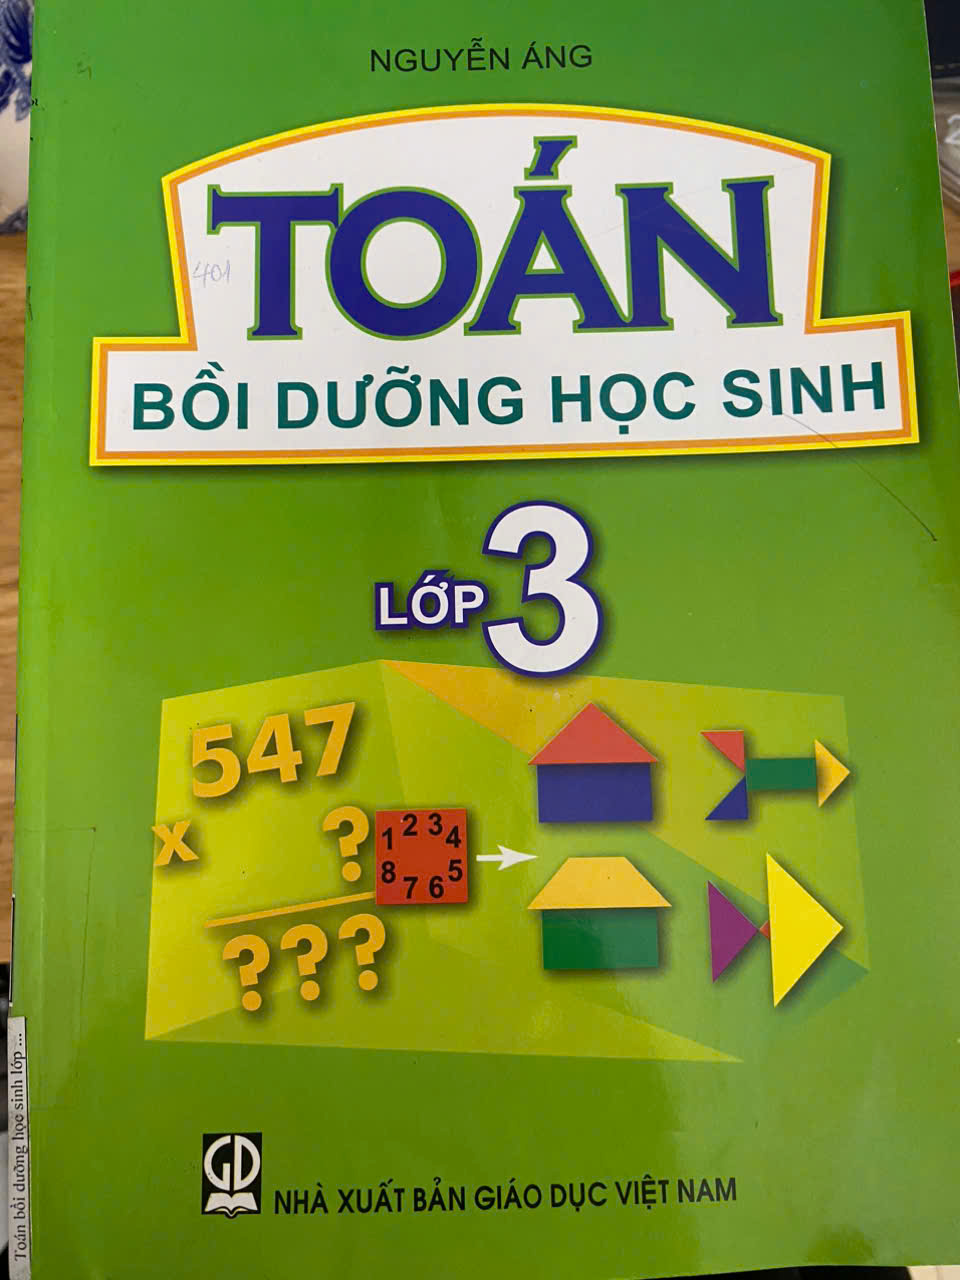 NGUYỄN ÁNG
TOÁN
401
BỒI DƯỠNG HỌC SINH
LỚP 3
547
x ?
???
1 2 3 4
8 7 6 5
GD
NHÀ XUẤT BẢN GIÁO DỤC VIỆT NAM
Toán bồi dưỡng học sinh lớp ...